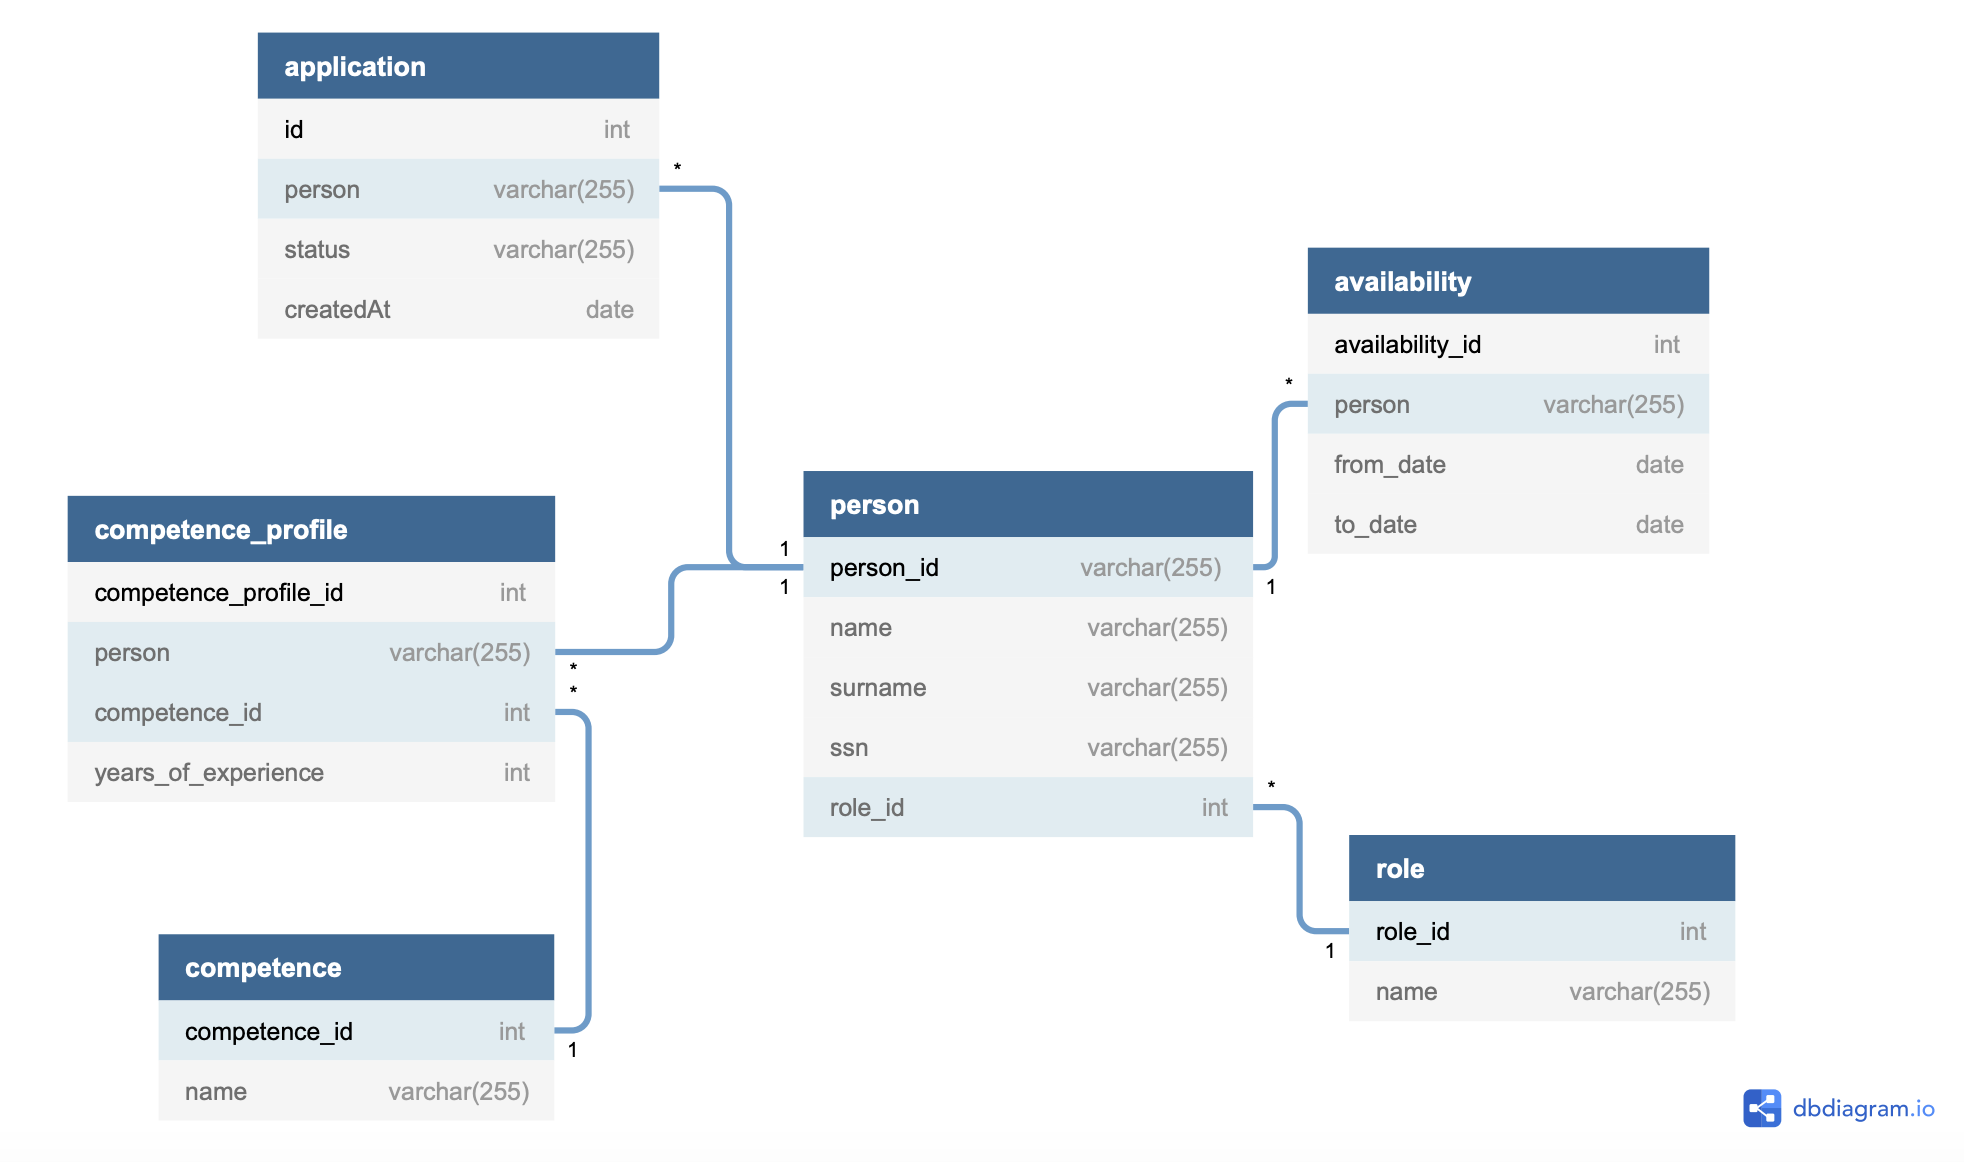 application
id int
*
person varchar(255)
status varchar(255)
createdAt date
availability
availability_id int
*
person varchar(255)
from_date date
to_date date
competence_profile
competence_profile_id int
person varchar(255)
*
*
competence_id int
years_of_experience int
person
1
person_id varchar(255)
1
1
name varchar(255)
surname varchar(255)
ssn varchar(255)
*
role_id int
role
role_id int
1
name varchar(255)
competence
competence_id int
1
name varchar(255)
dbdiagram.io